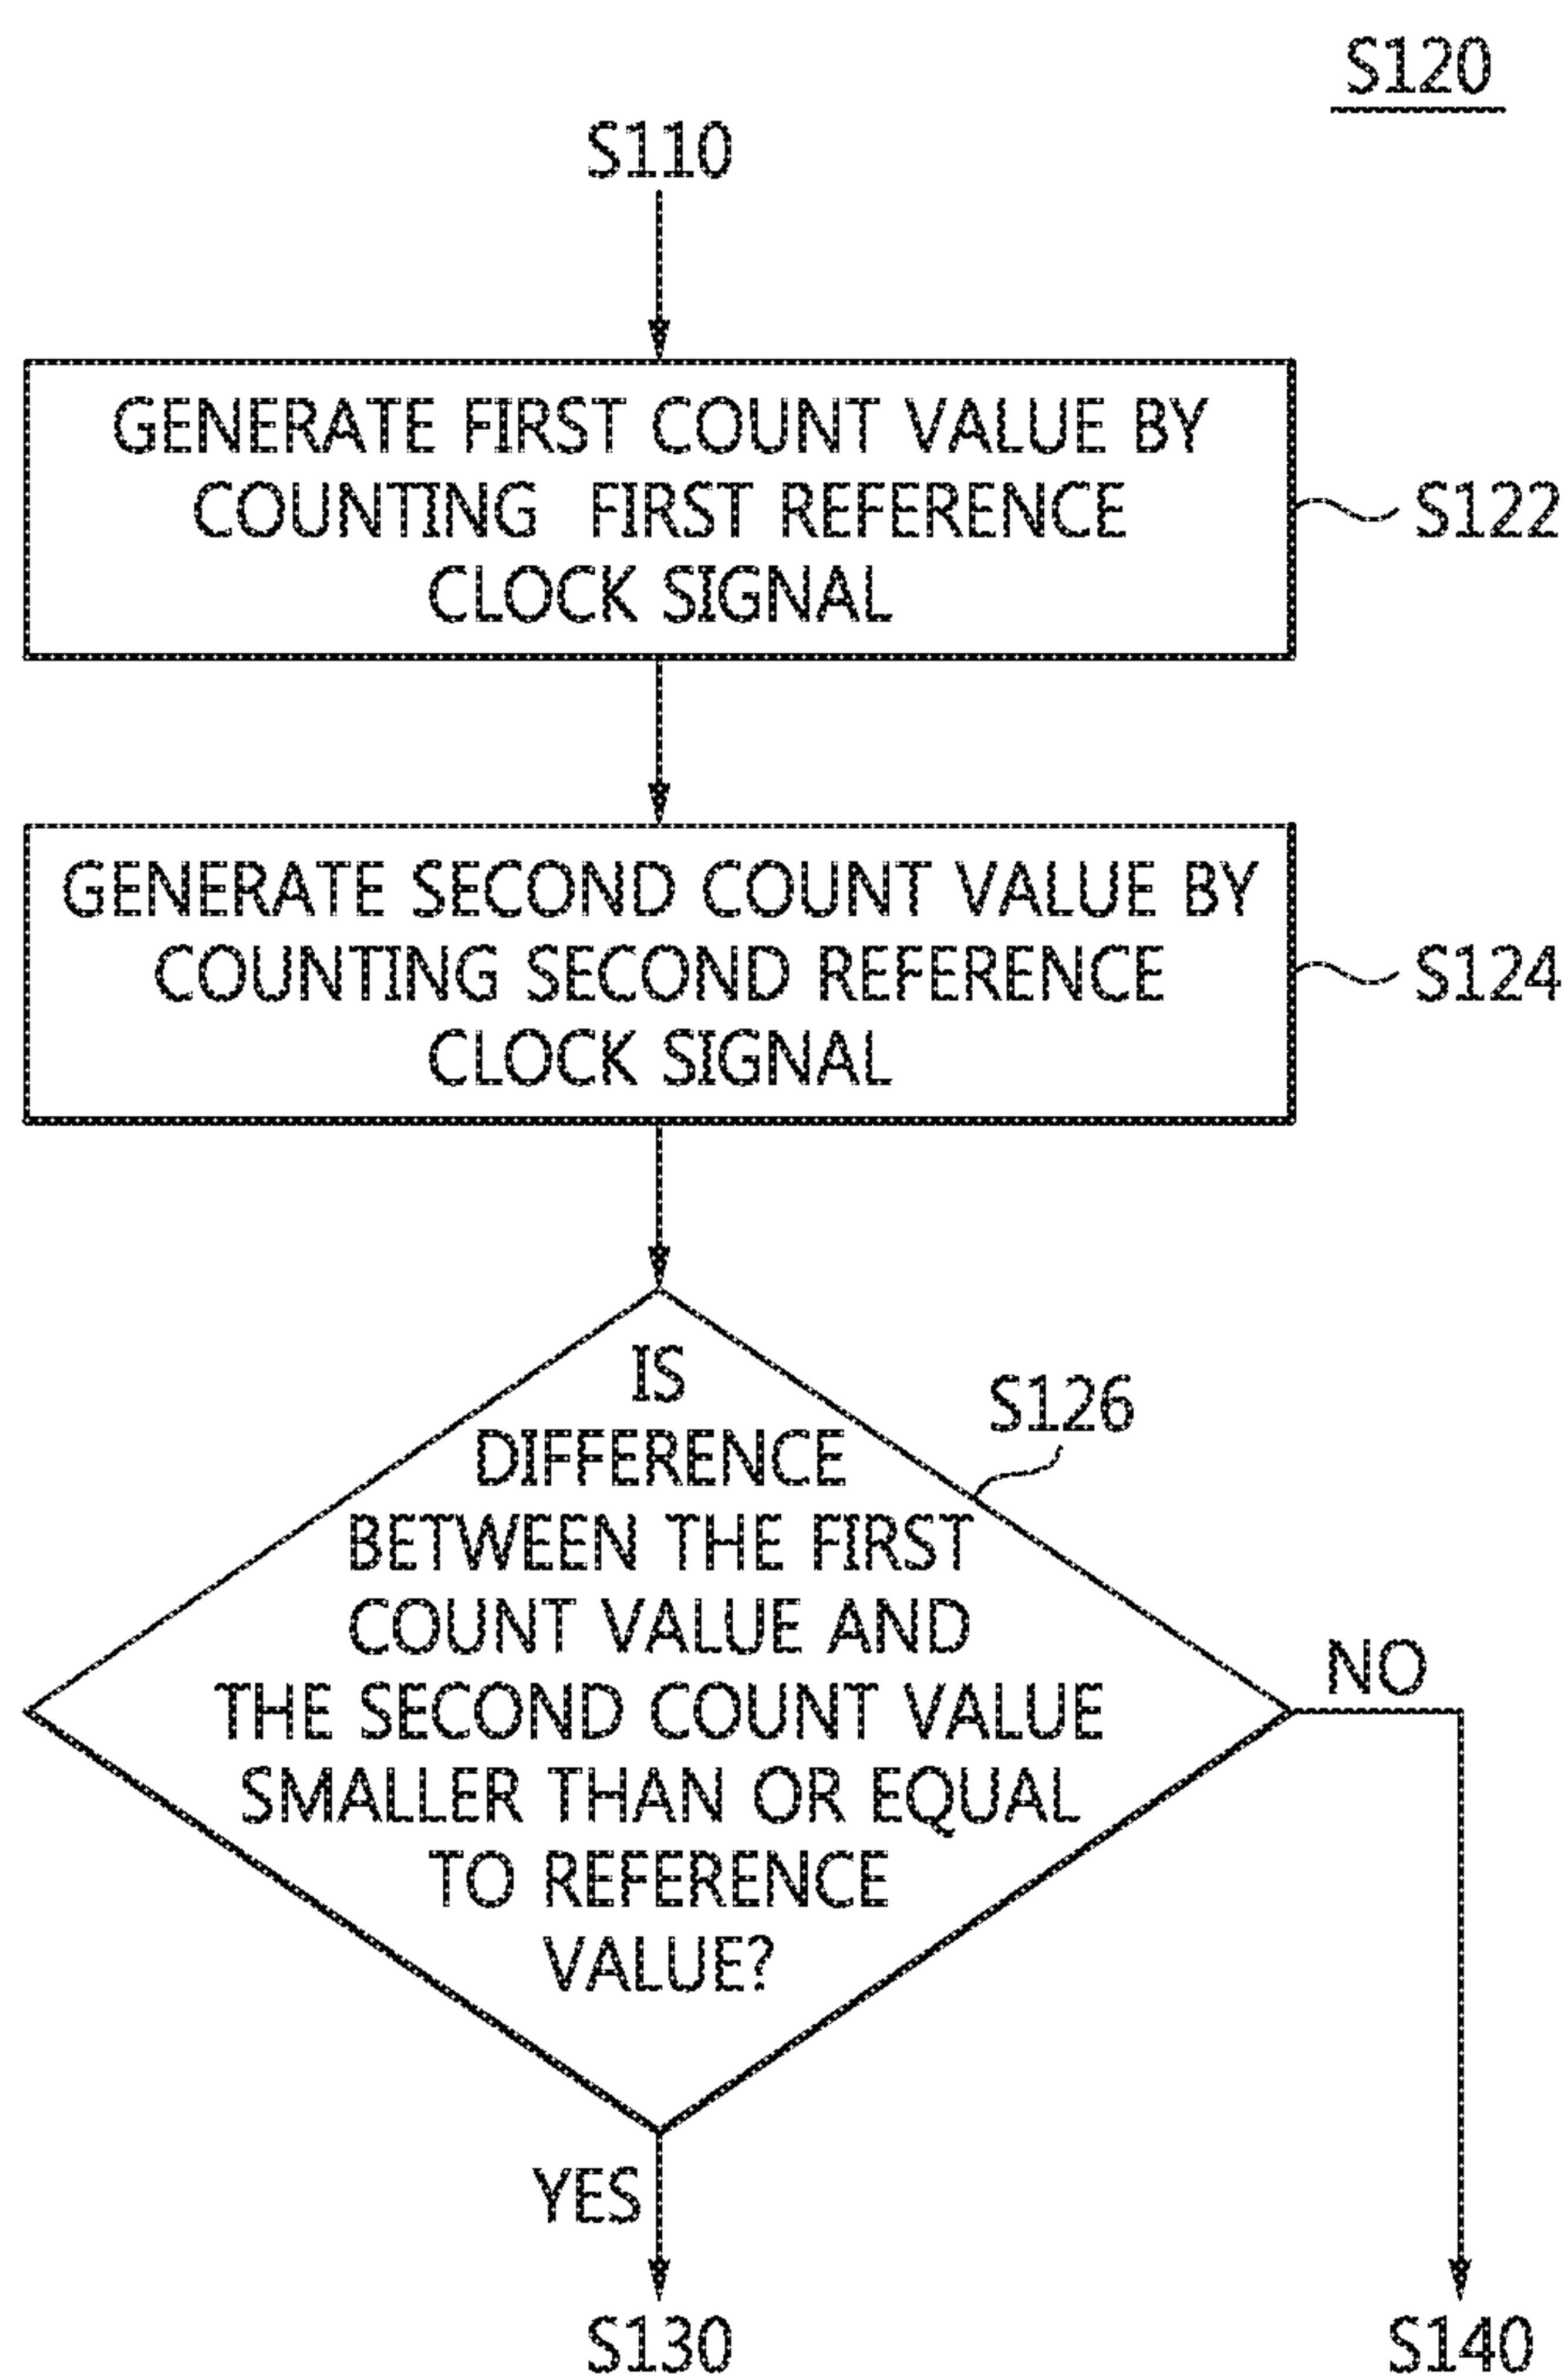 S120
S110
GENERATE FIRST COUNT VALUE BY
COUNTING FIRST REFERENCE
CLOCK SIGNAL
S122
GENERATE SECOND COUNT VALUE BY
COUNTING SECOND REFERENCE
CLOCK SIGNAL
S124
IS
DIFFERENCE
BETWEEN THE FIRST
COUNT VALUE AND
THE SECOND COUNT VALUE
SMALLER THAN OR EQUAL
TO REFERENCE
VALUE?
S126
NO
YES
S130
S140